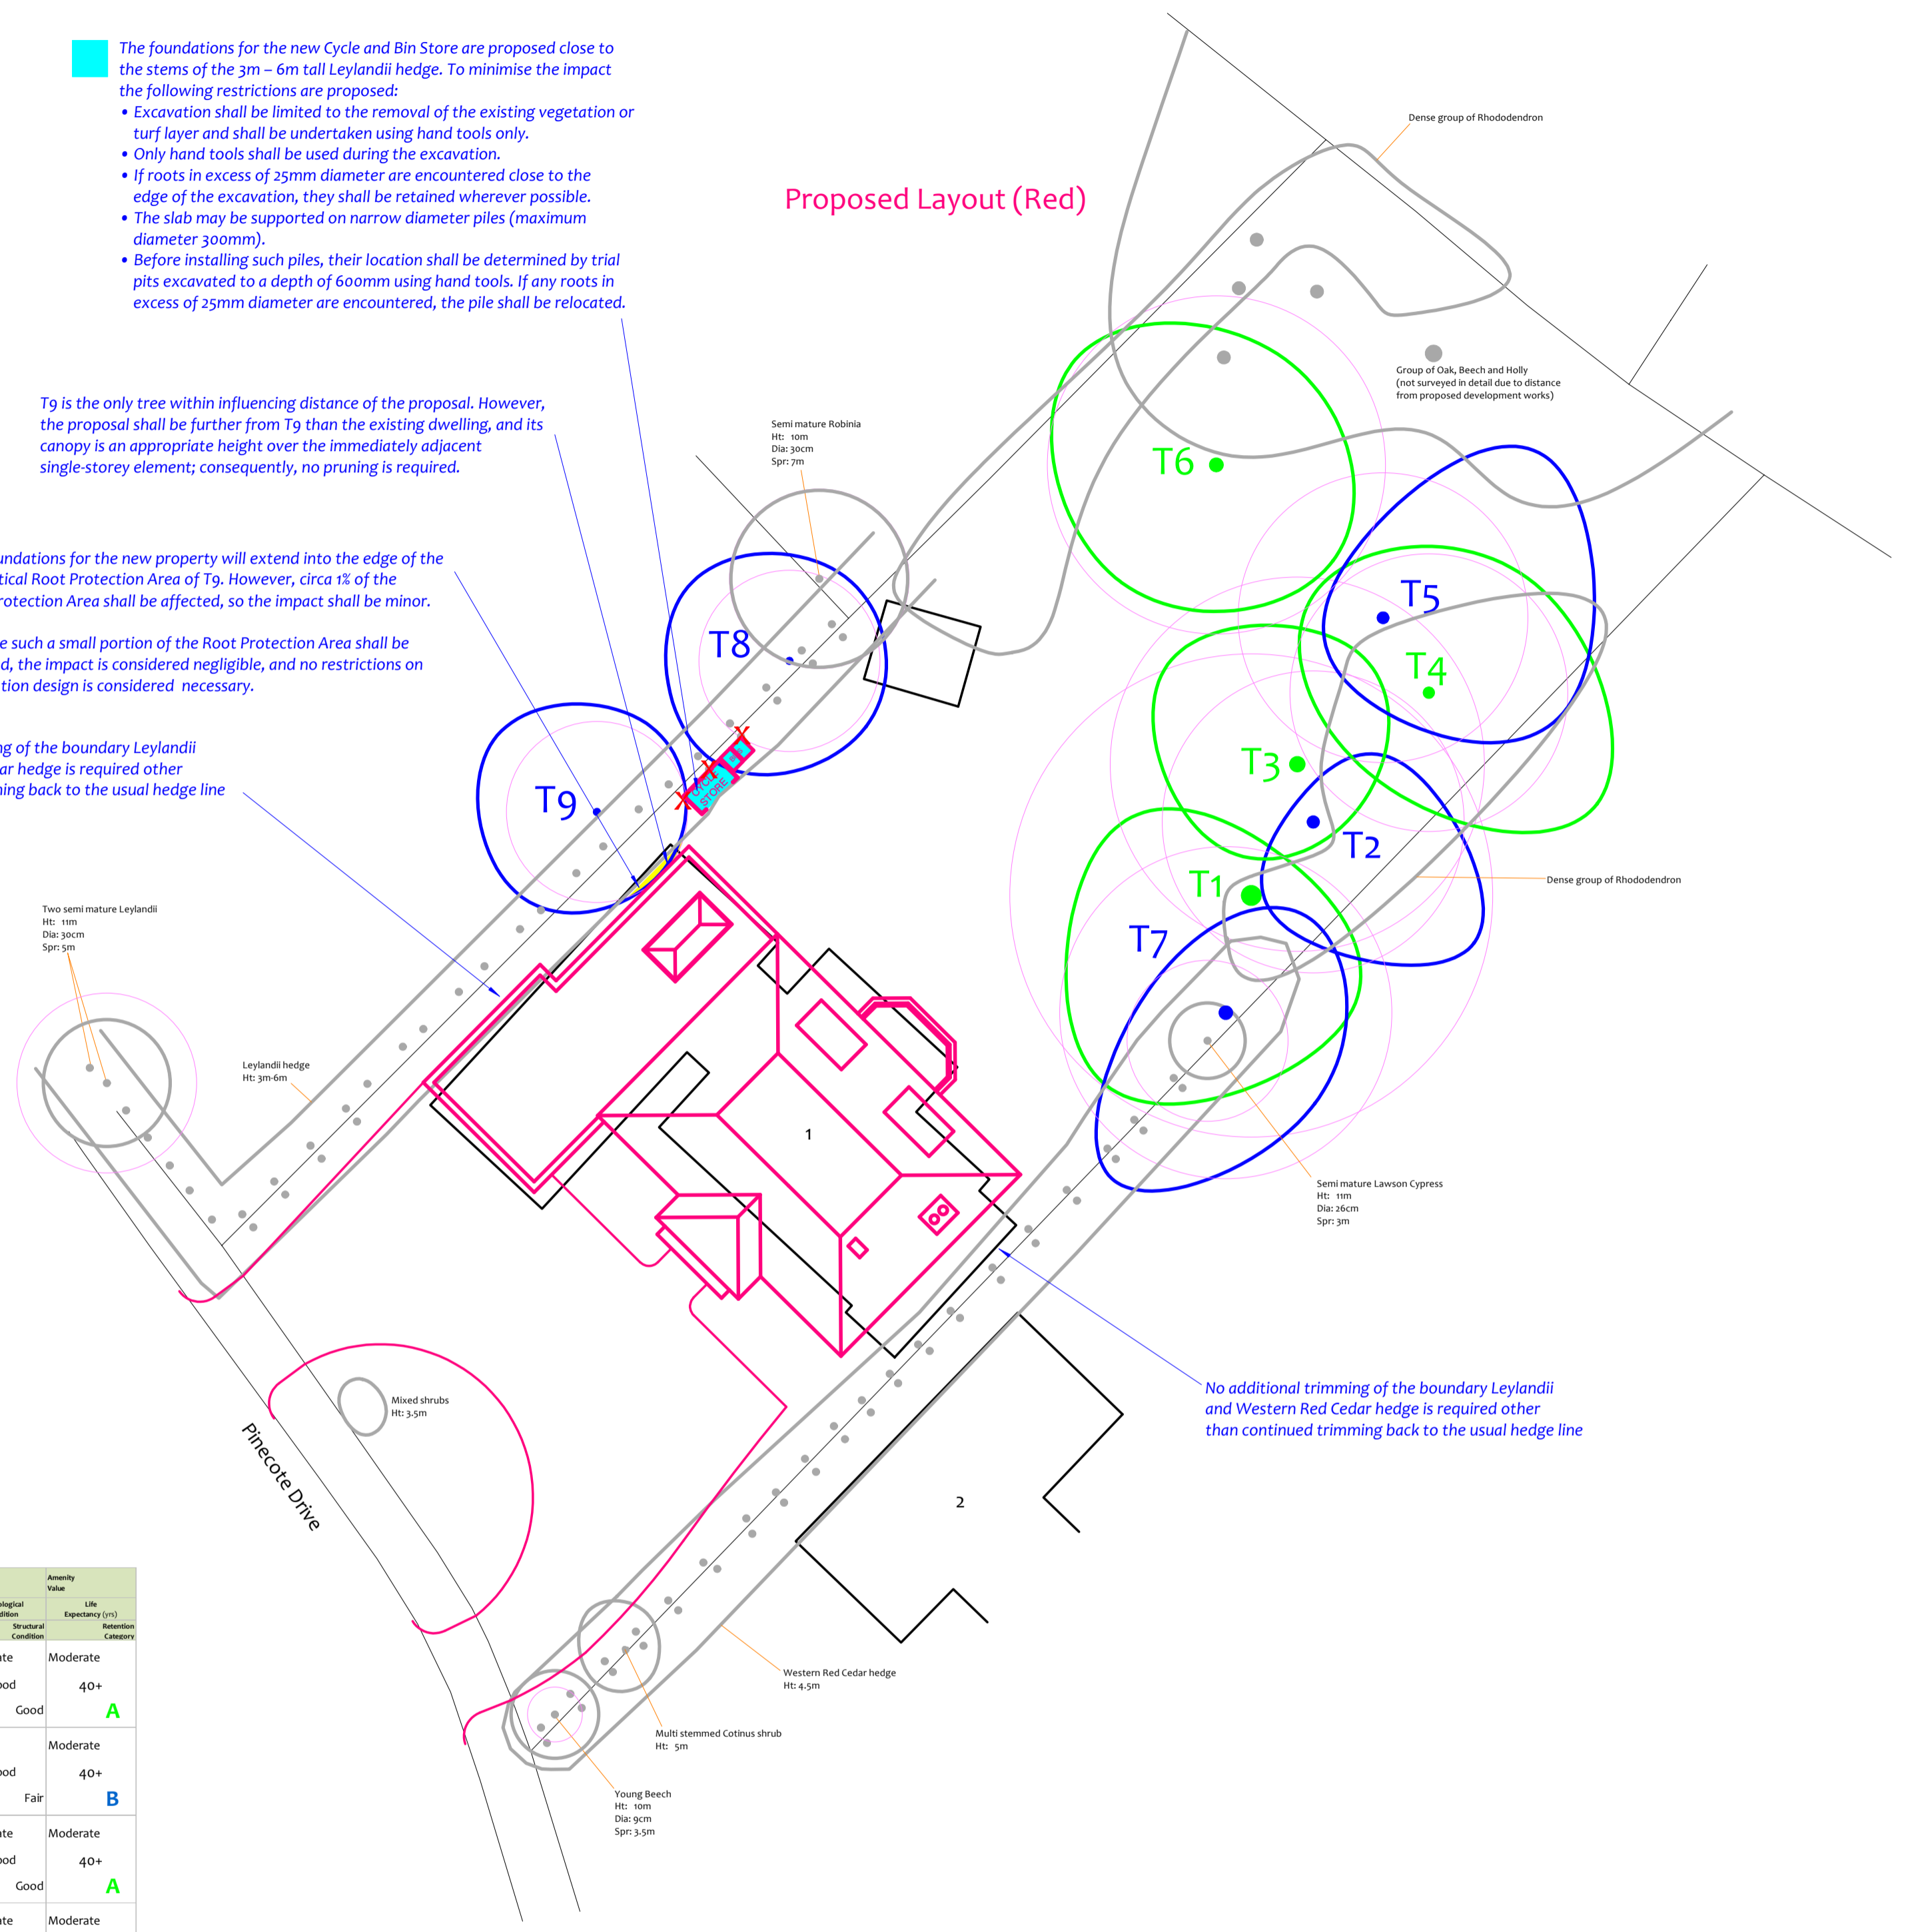 The foundations for the new Cycle and Bin Store are proposed close to
the stems of the 3m – 6m tall Leylandii hedge. To minimise the impact
the following restrictions are proposed:
• Excavation shall be limited to the removal of the existing vegetation or
turf layer and shall be undertaken using hand tools only.
• Only hand tools shall be used during the excavation.
• If roots in excess of 25mm diameter are encountered close to the
edge of the excavation, they shall be retained wherever possible.
• The slab may be supported on narrow diameter piles (maximum
diameter 300mm).
• Before installing such piles, their location shall be determined by trial
pits excavated to a depth of 600mm using hand tools. If any roots in
excess of 25mm diameter are encountered, the pile shall be relocated.
Proposed Layout (Red)
Dense group of Rhododendron
Group of Oak, Beech and Holly
(not surveyed in detail due to distance
from proposed development works)
T9 is the only tree within influencing distance of the proposal. However,
the proposal shall be further from T9 than the existing dwelling, and its
canopy is an appropriate height over the immediately adjacent
single-storey element; consequently, no pruning is required.
Semi mature Robinia
Ht: 10m
Dia: 30cm
Spr: 7m
T6
undations for the new property will extend into the edge of the
tical Root Protection Area of T9. However, circa 1% of the
rotection Area shall be affected, so the impact shall be minor.
e such a small portion of the Root Protection Area shall be
d, the impact is considered negligible, and no restrictions on
tion design is considered necessary.
T5
T8
T4
ng of the boundary Leylandii
ar hedge is required other
ning back to the usual hedge line
X
X
X
CYCLE
STORE
T3
T9
T2
T1
Dense group of Rhododendron
T7
Two semi mature Leylandii
Ht: 11m
Dia: 30cm
Spr: 5m
Leylandii hedge
Ht: 3m-6m
1
Semi mature Lawson Cypress
Ht: 11m
Dia: 26cm
Spr: 3m
No additional trimming of the boundary Leylandii
and Western Red Cedar hedge is required other
than continued trimming back to the usual hedge line
Mixed shrubs
Ht: 3.5m
Pinecote Drive
2
Western Red Cedar hedge
Ht: 4.5m
Multi stemmed Cotinus shrub
Ht: 5m
Young Beech
Ht: 10m
Dia: 9cm
Spr: 3.5m
Amenity
Value
ological
dition
Life
Expectancy (yrs)
Structural
Condition
Retention
Category
ate
Moderate
ood
40+
Good
A
Moderate
ood
40+
Fair
B
ate
Moderate
ood
40+
Good
A
ate
Moderate